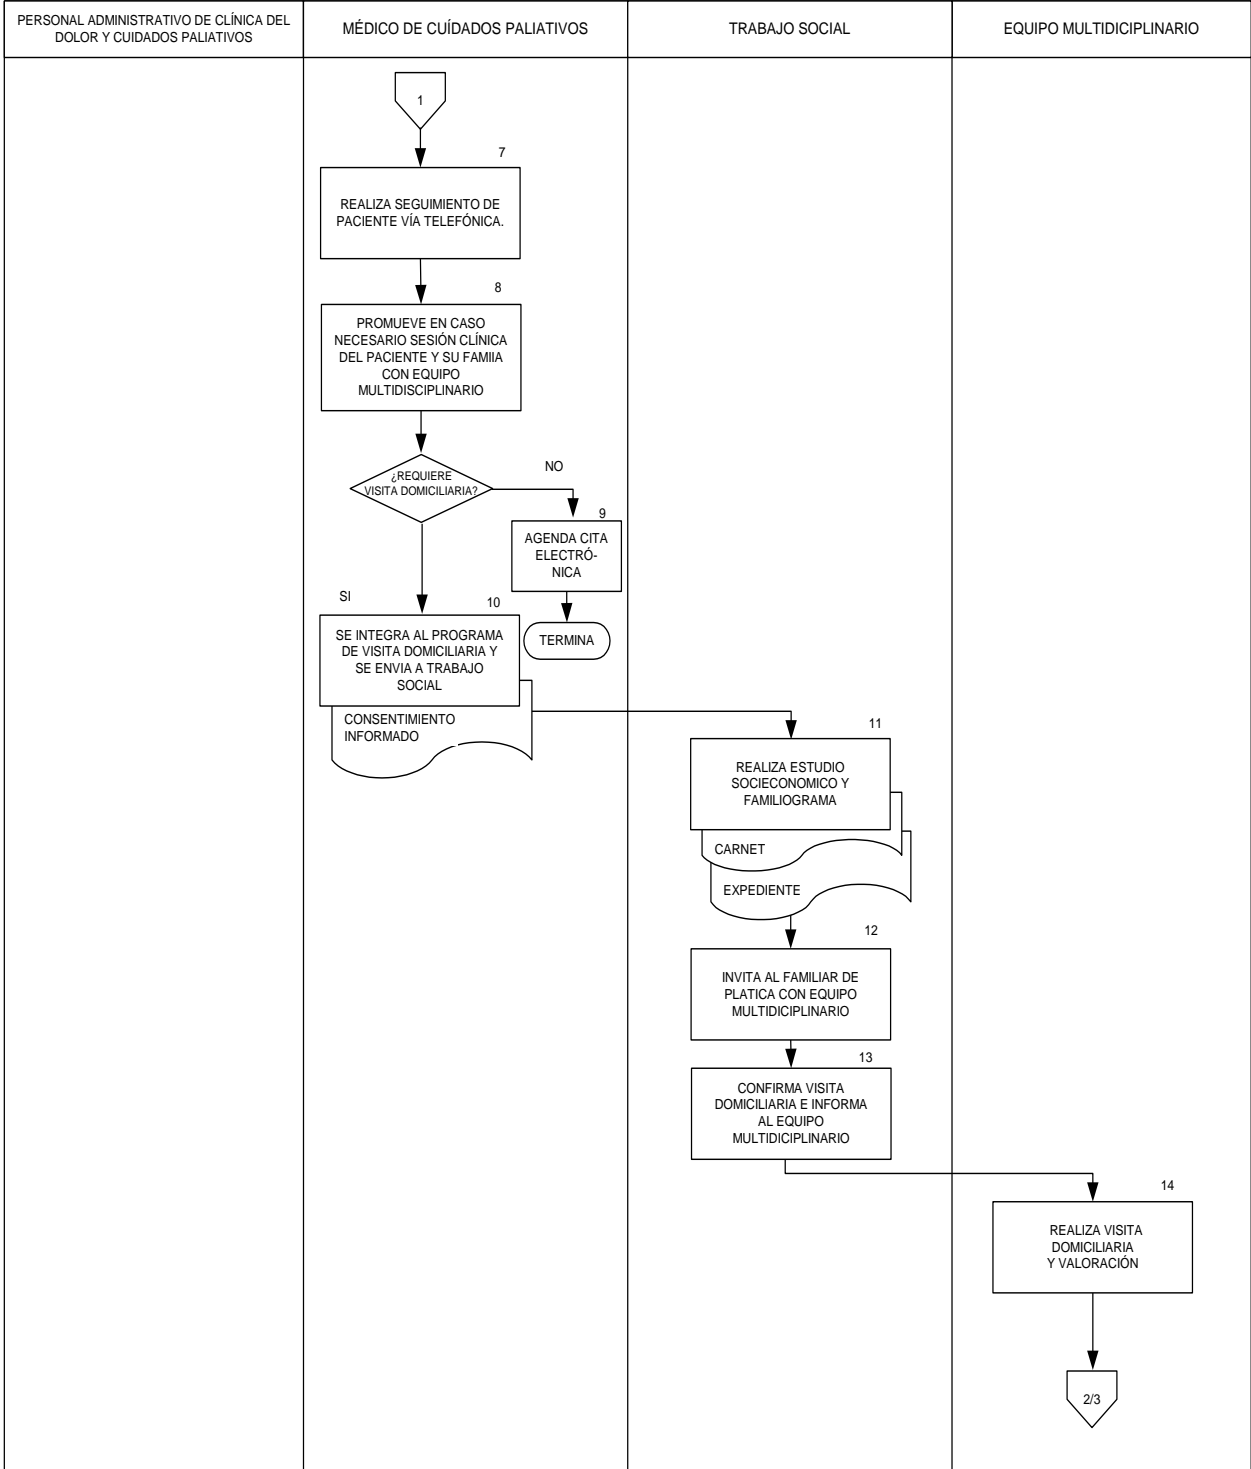 PERSONAL ADMINISTRATIVO DE CLÍNICA DEL
DOLOR Y CUIDADOS PALIATIVOS
MÉDICO DE CUÍDADOS PALIATIVOS
TRABAJO SOCIAL
EQUIPO MULTIDICIPLINARIO
1
7
REALIZA SEGUIMIENTO DE
PACIENTE VÍA TELEFÓNICA.
8
PROMUEVE EN CASO
NECESARIO SESIÓN CLÍNICA
DEL PACIENTE Y SU FAMIIA
CON EQUIPO
MULTIDISCIPLINARIO
¿REQUIERE
VISITA DOMICILIARIA?
NO
9
AGENDA CITA
ELECTRÓ-
NICA
TERMINA
SI
10
SE INTEGRA AL PROGRAMA
DE VISITA DOMICILIARIA Y
SE ENVIA A TRABAJO
SOCIAL
CONSENTIMIENTO
INFORMADO
11
REALIZA ESTUDIO
SOCIECONOMICO Y
FAMILIOGRAMA
CARNET
EXPEDIENTE
12
INVITA AL FAMILIAR DE
PLATICA CON EQUIPO
MULTIDICIPLINARIO
13
CONFIRMA VISITA
DOMICILIARIA E INFORMA
AL EQUIPO
MULTIDICIPLINARIO
14
REALIZA VISITA
DOMICILIARIA
Y VALORACIÓN
2/3